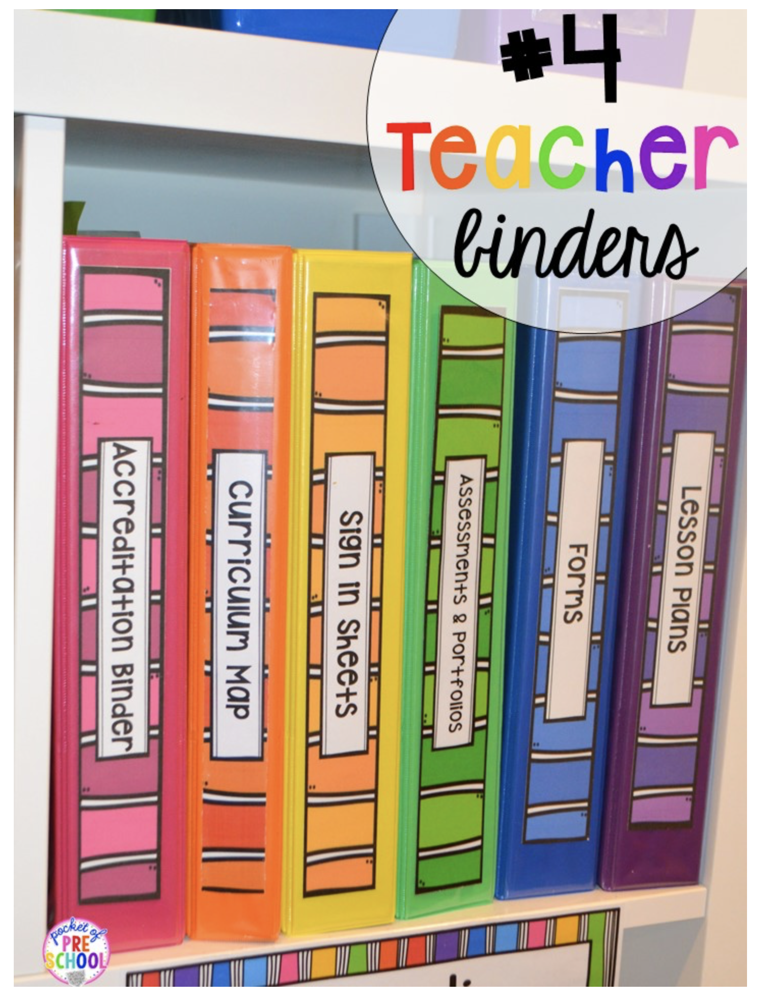 #4
Teacher
binders
Accreditation Binder
Curriculum Map
Sign in Sheets
Assessments & Portfolios
Forms
Lesson Plans
pocket of
PRE
SCHOOL